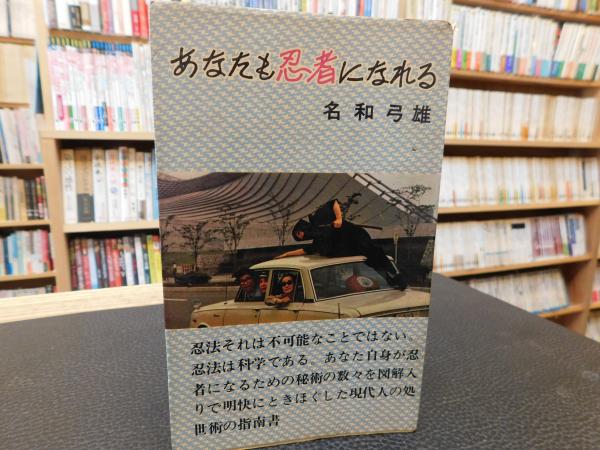 あなたも忍者になれる
名和弓雄
忍法それは不可能なことではない。
忍法は科学である。あなた自身が忍
者になるための秘術の数々を図解入
りで明快にときほぐした現代人の処
世術の指南書